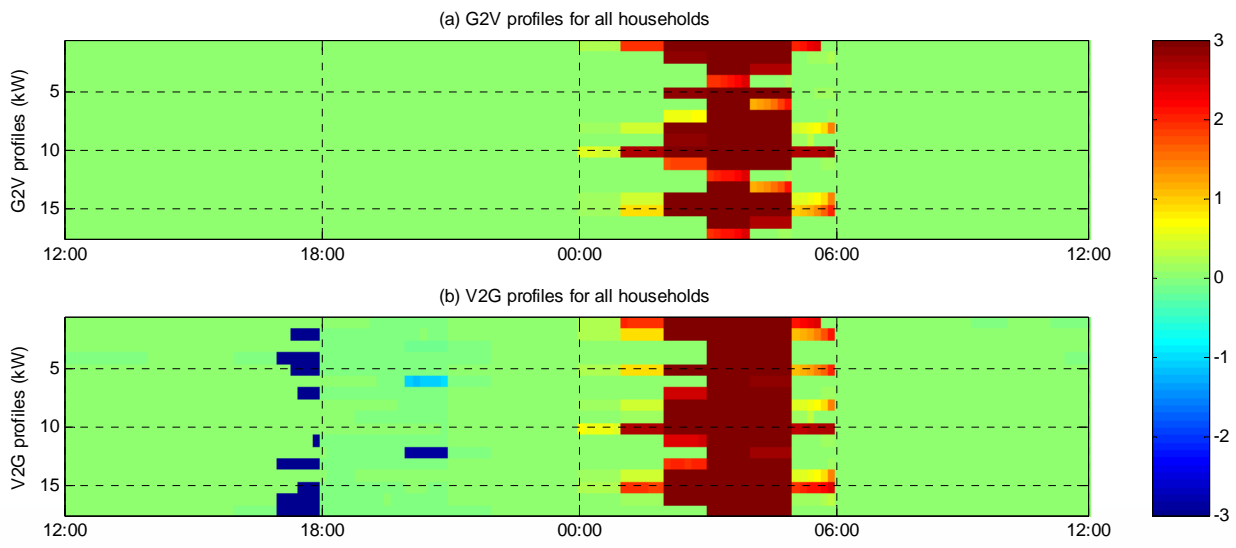 (a) G2V profiles for all households
G2V profiles (kW)
5
10
15
12:00 18:00 00:00 06:00 12:00
(b) V2G profiles for all households
V2G profiles (kW)
5
10
15
12:00 18:00 00:00 06:00 12:00
3
2
1
0
-1
-2
-3